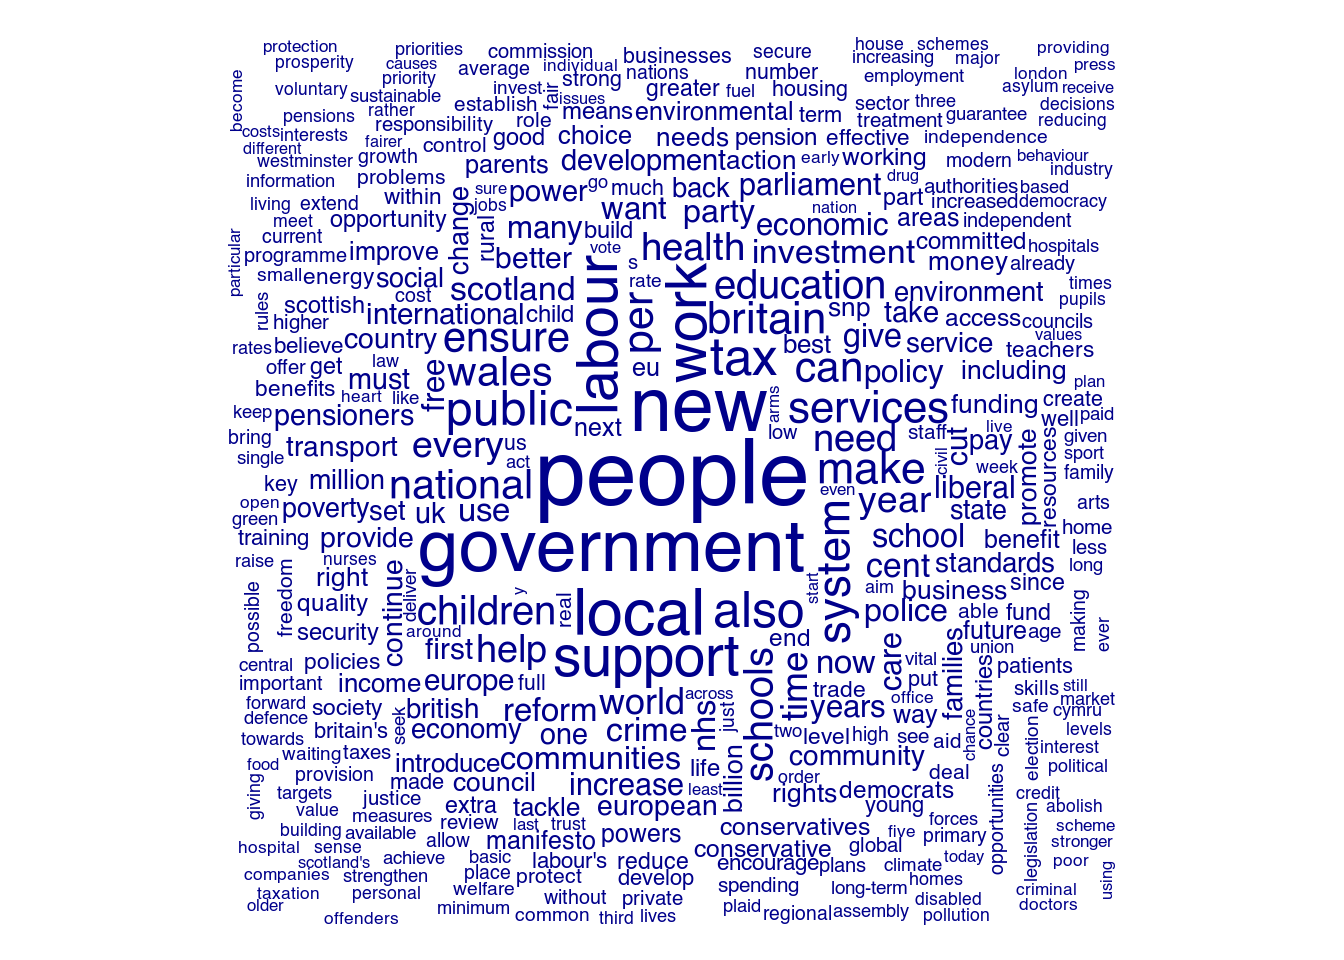 protection priorities commission businesses secure house schemes providing
prosperity causes average individual nations number increasing major press
become voluntary priority invest strong greater fuel housing employment london asylum receive
sustainable fair issues
pensions rather establish means environmental term sector three guarantee decisions
costs interests responsibility role treatment reducing
different fairer control good choice needs pension effective independence
westminster growth parents development action early working modern behaviour
information problems sure power go much back parliament drug authorities based industry
living extend within jobs part increased democracy
meet opportunity change rural many build want party nation economic areas independent
particular current improve vote health investment committed hospitals
programme better s money already
small energy social scotland labour rate work education environment times
rules scottish cost international child per britain snp take access councils pupils
higher values
rates believe country ensure tax best give service teachers
offer get law free wales eu can policy including plan
benefits heart must like
keep pensioners public new arms services funding create well paid
bring next low need staff cut pay live given
single transport every us act civil week promote resources sport
key million national people even make year liberal family
open poverty set uk use system state arts
green home
training provide government school benefit less
raise nurses cent standards long
possible freedom right continue deliver y start aim business since
quality children real local also police able fund making
security around end future age ever
central policies first help support schools time now care vital families union patients
important income europe full put countries
forward society seek british reform world across nhs just trade years office way chance clear skills still market
defence safe cymru
towards britain's economy one crime two level high see aid election levels
waiting taxes interest
food provision introduce communities life billion community deal political
giving targets made council increase least order rights democrats opportunities credit
value justice extra tackle european young legislation abolish
measures
building available review last trust powers conservatives five forces primary scheme
hospital sense allow manifesto conservative global stronger
scotland's achieve basic labour's reduce encourage plans climate today poor
companies strengthen place protect develop using
taxation personal welfare without private spending long-term homes criminal
older minimum common third lives plaid regional assembly disabled doctors
offenders pollution